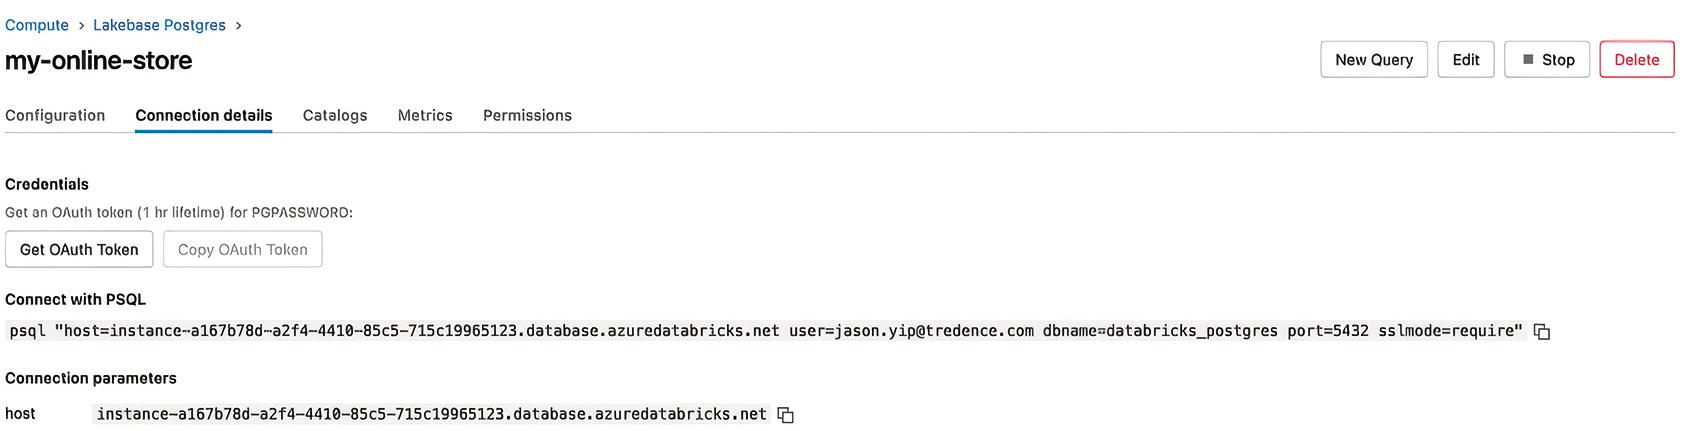 Compute > Lakebase Postgres >
my-online-store
New Query Edit Stop Delete
Configuration Connection details Catalogs Metrics Permissions
Credentials
Get an OAuth token (1 hr lifetime) for PGPASSWORD:
Get OAuth Token Copy OAuth Token
Connect with PSQL
psql "host=instance-a167b78d-a2f4-4410-85c5-715c19965123.database.azuredatabricks.net user=jason.yip@tredence.com dbname=databricks_postgres port=5432 sslmode=require"
Connection parameters
host instance-a167b78d-a2f4-4410-85c5-715c19965123.database.azuredatabricks.net